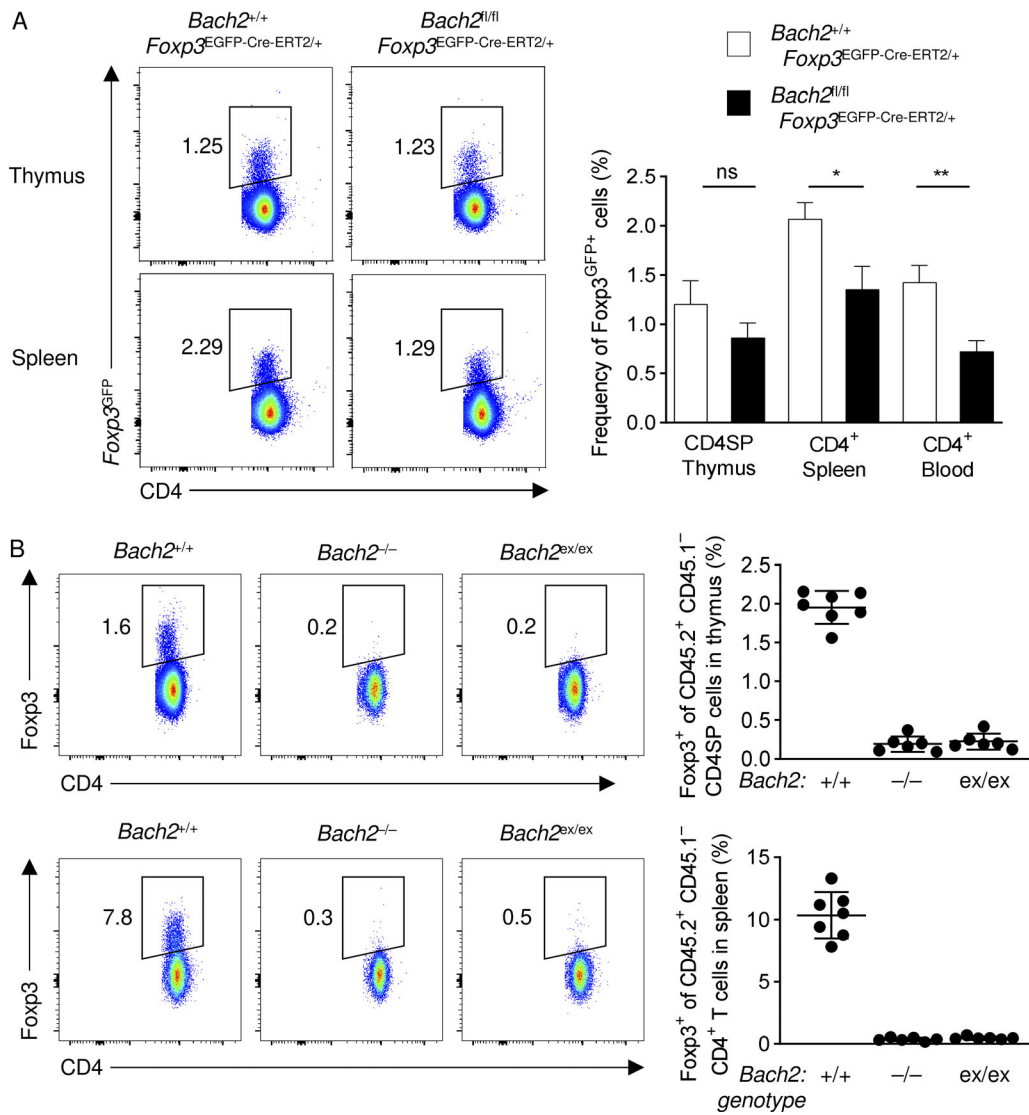 A
Bach2+/+
Foxp3EGFP-Cre-ERT2/+
Bach2fl/fl
Foxp3EGFP-Cre-ERT2/+
Thymus
1.25
1.23
Spleen
2.29
1.29
Foxp3GFP
CD4
Bach2+/+
Foxp3EGFP-Cre-ERT2/+
Bach2fl/fl
Foxp3EGFP-Cre-ERT2/+
Frequency of Foxp3GFP+ cells (%)
2.5
2.0
1.5
1.0
0.5
0.0
ns
*
**
CD4SP
Thymus
CD4+
Spleen
CD4+
Blood
B
Bach2+/+
Bach2–/–
Bach2ex/ex
1.6
0.2
0.2
Foxp3
CD4
Foxp3+ of CD45.2+ CD45.1–
CD4SP cells in thymus (%)
2.5
2.0
1.5
1.0
0.5
0.0
Bach2: +/+ –/– ex/ex
Bach2+/+
Bach2–/–
Bach2ex/ex
7.8
0.3
0.5
Foxp3
CD4
Foxp3+ of CD45.2+ CD45.1–
CD4+ T cells in spleen (%)
15
10
5
0
Bach2: +/+ –/– ex/ex
genotype